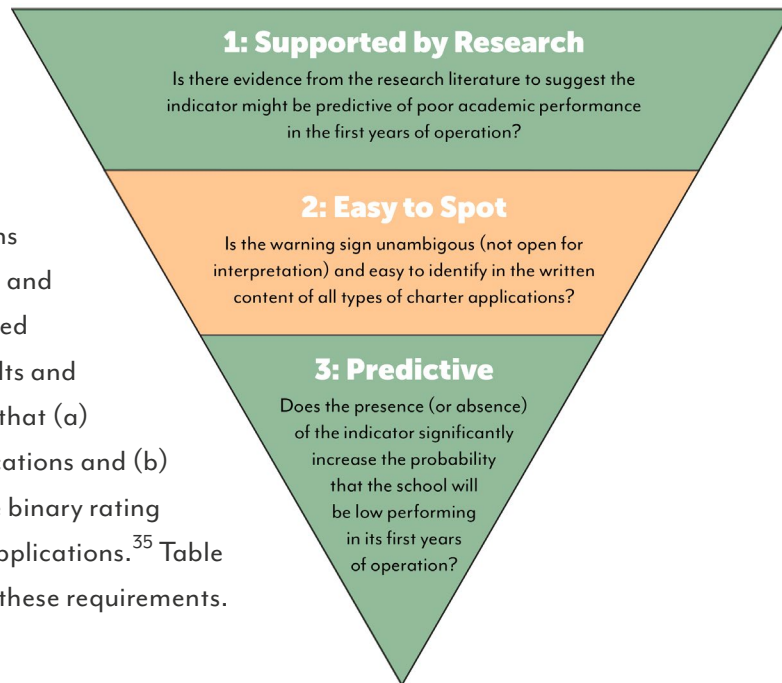 1: Supported by Research
Is there evidence from the research literature to suggest the
indicator might be predictive of poor academic performance
in the first years of operation?
2: Easy to Spot
Is the warning sign unambigous (not open for
interpretation) and easy to identify in the written
content of all types of charter applications?
3: Predictive
Does the presence (or absence)
of the indicator significantly
increase the probability
that the school will
be low performing
in its first years
of operation?
ns
and
ed
lts and
that (a)
cations and (b)
binary rating
applications.35 Table
these requirements.